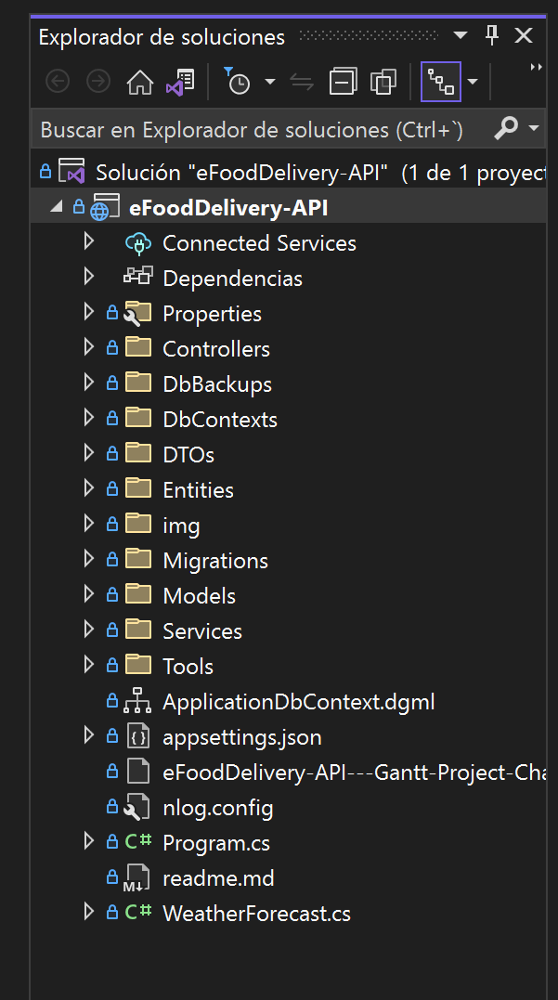 Explorador de soluciones
Buscar en Explorador de soluciones (Ctrl+`)
Solución "eFoodDelivery-API" (1 de 1 proyect
eFoodDelivery-API
Connected Services
Dependencias
Properties
Controllers
DbBackups
DbContexts
DTOs
Entities
img
Migrations
Models
Services
Tools
ApplicationDbContext.dgml
appsettings.json
eFoodDelivery-API---Gantt-Project-Cha
nlog.config
Program.cs
readme.md
WeatherForecast.cs